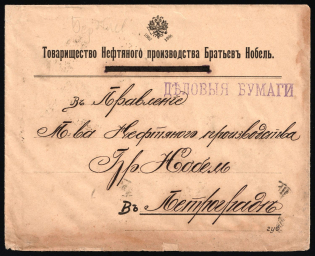 Товарищество Нефтяного производства Братьевъ Нобель.
ДѢЛОВЫЯ БУМАГИ
Въ Правленіе
Т-ва Нефтяного производства
Бр Нобель
Въ Петроградъ